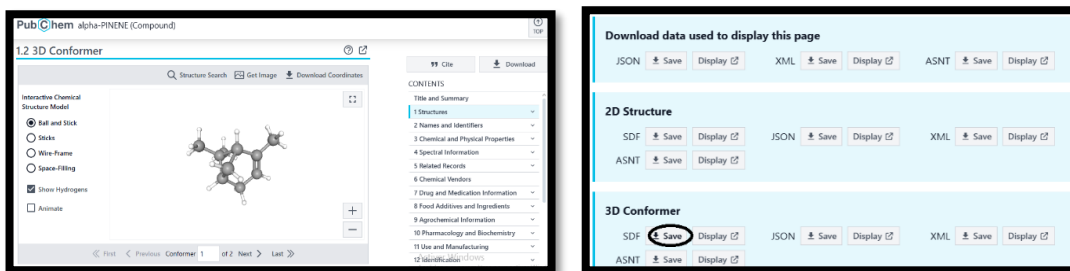 PubChem alpha-PINENE (Compound)
TOP
1.2 3D Conformer
Structure Search Get Image Download Coordinates
Interactive Chemical
Structure Model
Ball and Stick
Sticks
Wire-Frame
Space-Filling
Show Hydrogens
Animate
First Previous Conformer 1 of 2 Next Last
Cite Download
CONTENTS
Title and Summary
1 Structures
2 Names and Identifiers
3 Chemical and Physical Properties
4 Spectral Information
5 Related Records
6 Chemical Vendors
7 Drug and Medication Information
8 Food Additives and Ingredients
9 Agrochemical Information
10 Pharmacology and Biochemistry
11 Use and Manufacturing
12 Identification
Download data used to display this page
JSON Save Display XML Save Display ASNT Save Display
2D Structure
SDF Save Display JSON Save Display XML Save Display
ASNT Save Display
3D Conformer
SDF Save Display JSON Save Display XML Save Display
ASNT Save Display